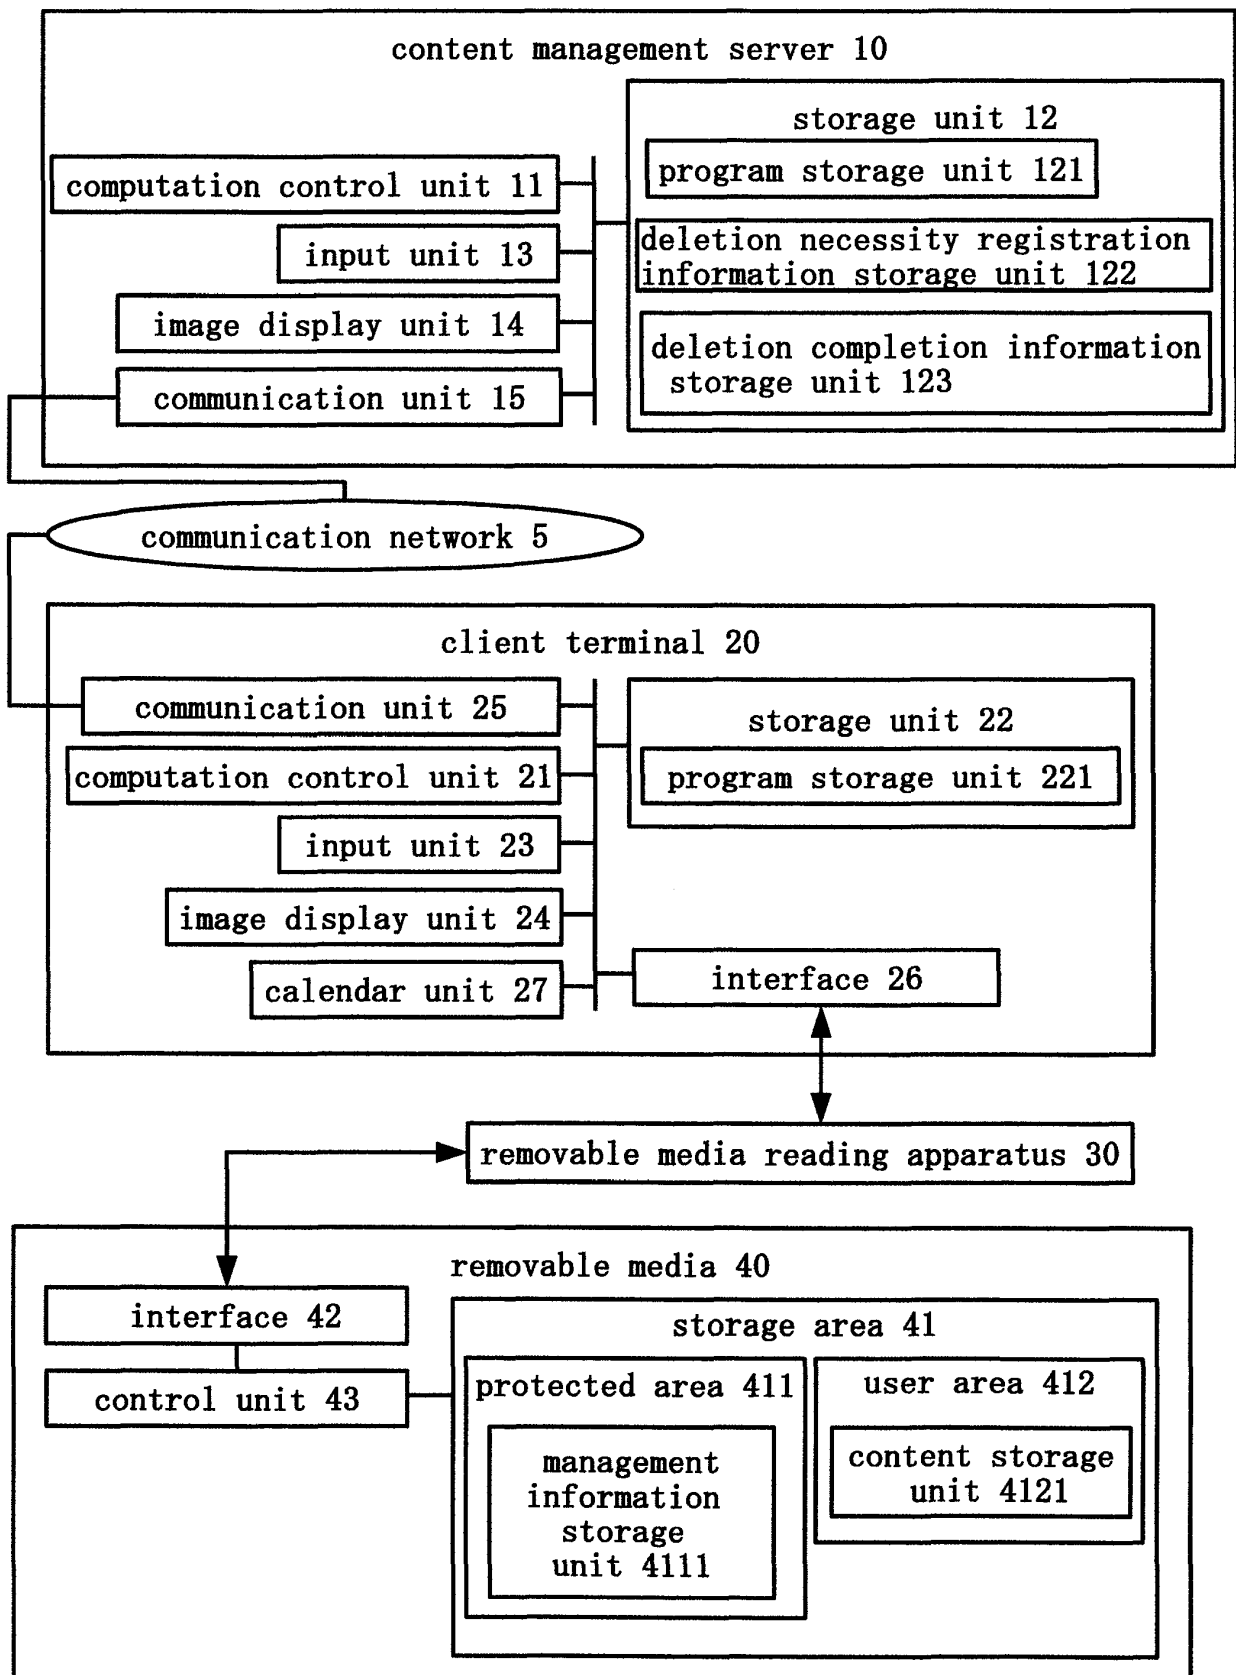 content management server 10
storage unit 12
computation control unit 11
program storage unit 121
input unit 13
deletion necessity registration
information storage unit 122
image display unit 14
deletion completion information
storage unit 123
communication unit 15
communication network 5
client terminal 20
communication unit 25
storage unit 22
computation control unit 21
program storage unit 221
input unit 23
image display unit 24
calendar unit 27
interface 26
removable media reading apparatus 30
removable media 40
interface 42
storage area 41
control unit 43
protected area 411
user area 412
management
information
storage
unit 4111
content storage
unit 4121